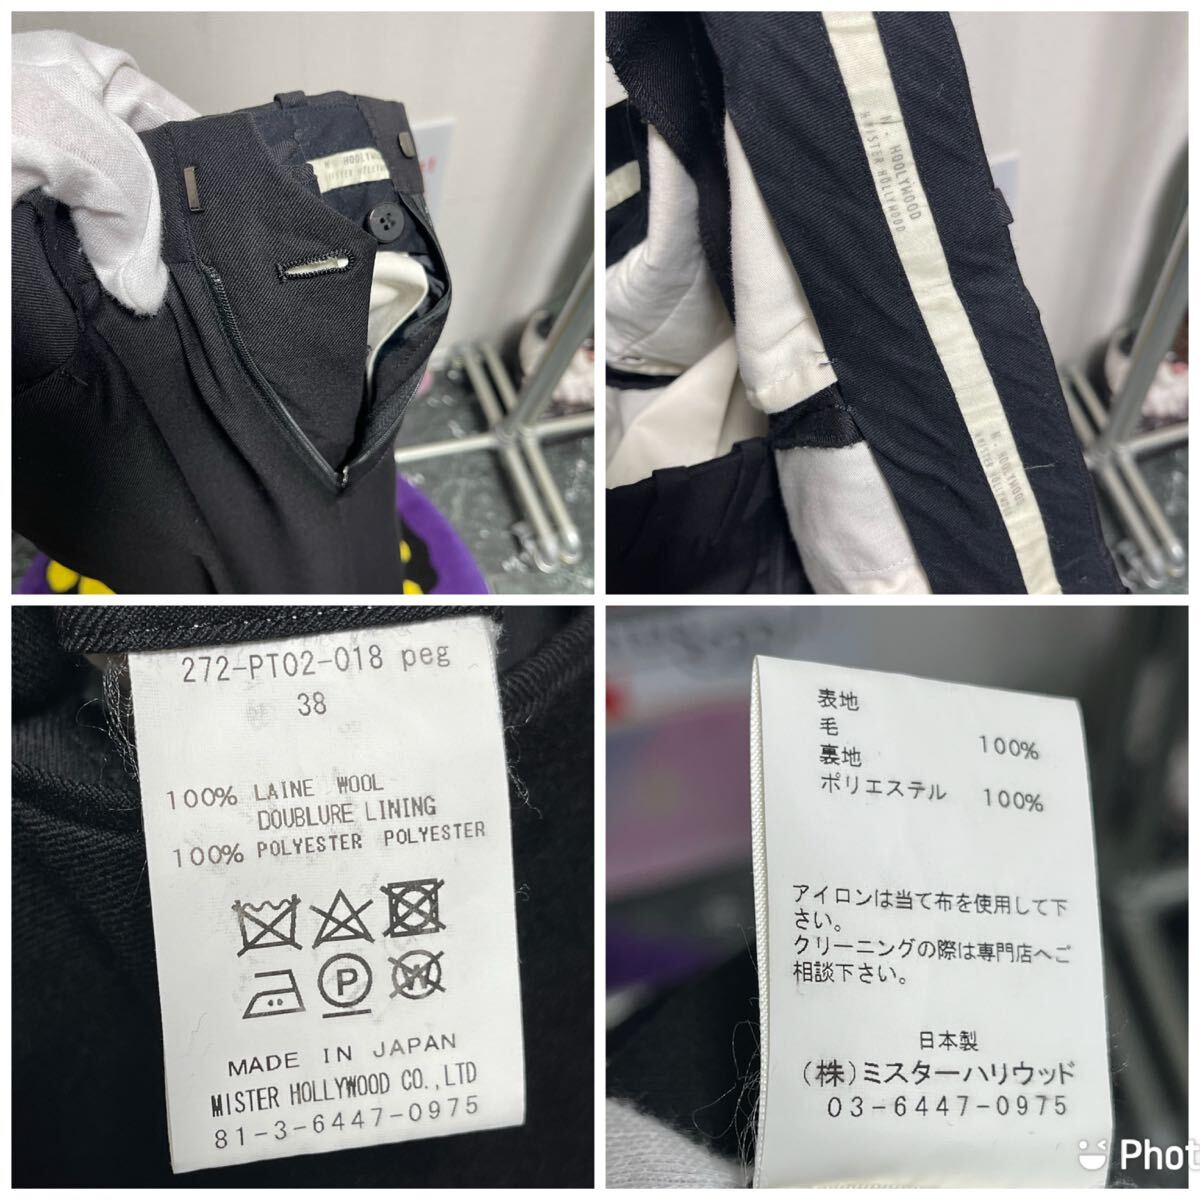 N. HOOLYWOOD
N. HOOLYWOOD
MISTER HOLLYWOOD
N. HOOLYWOOD
MISTER HOLLYWOOD
272-PT02-018 peg
38
100% LAINE WOOL
DOUBLURE LINING
100% POLYESTER POLYESTER
P
W
MADE IN JAPAN
MISTER HOLLYWOOD CO.,LTD
81-3-6447-0975
表地
毛 100%
裏地
ポリエステル 100%
アイロンは当て布を使用して下
さい。
クリーニングの際は専門店へご
相談下さい。
日本製
(株)ミスターハリウッド
03-6447-0975
Phot